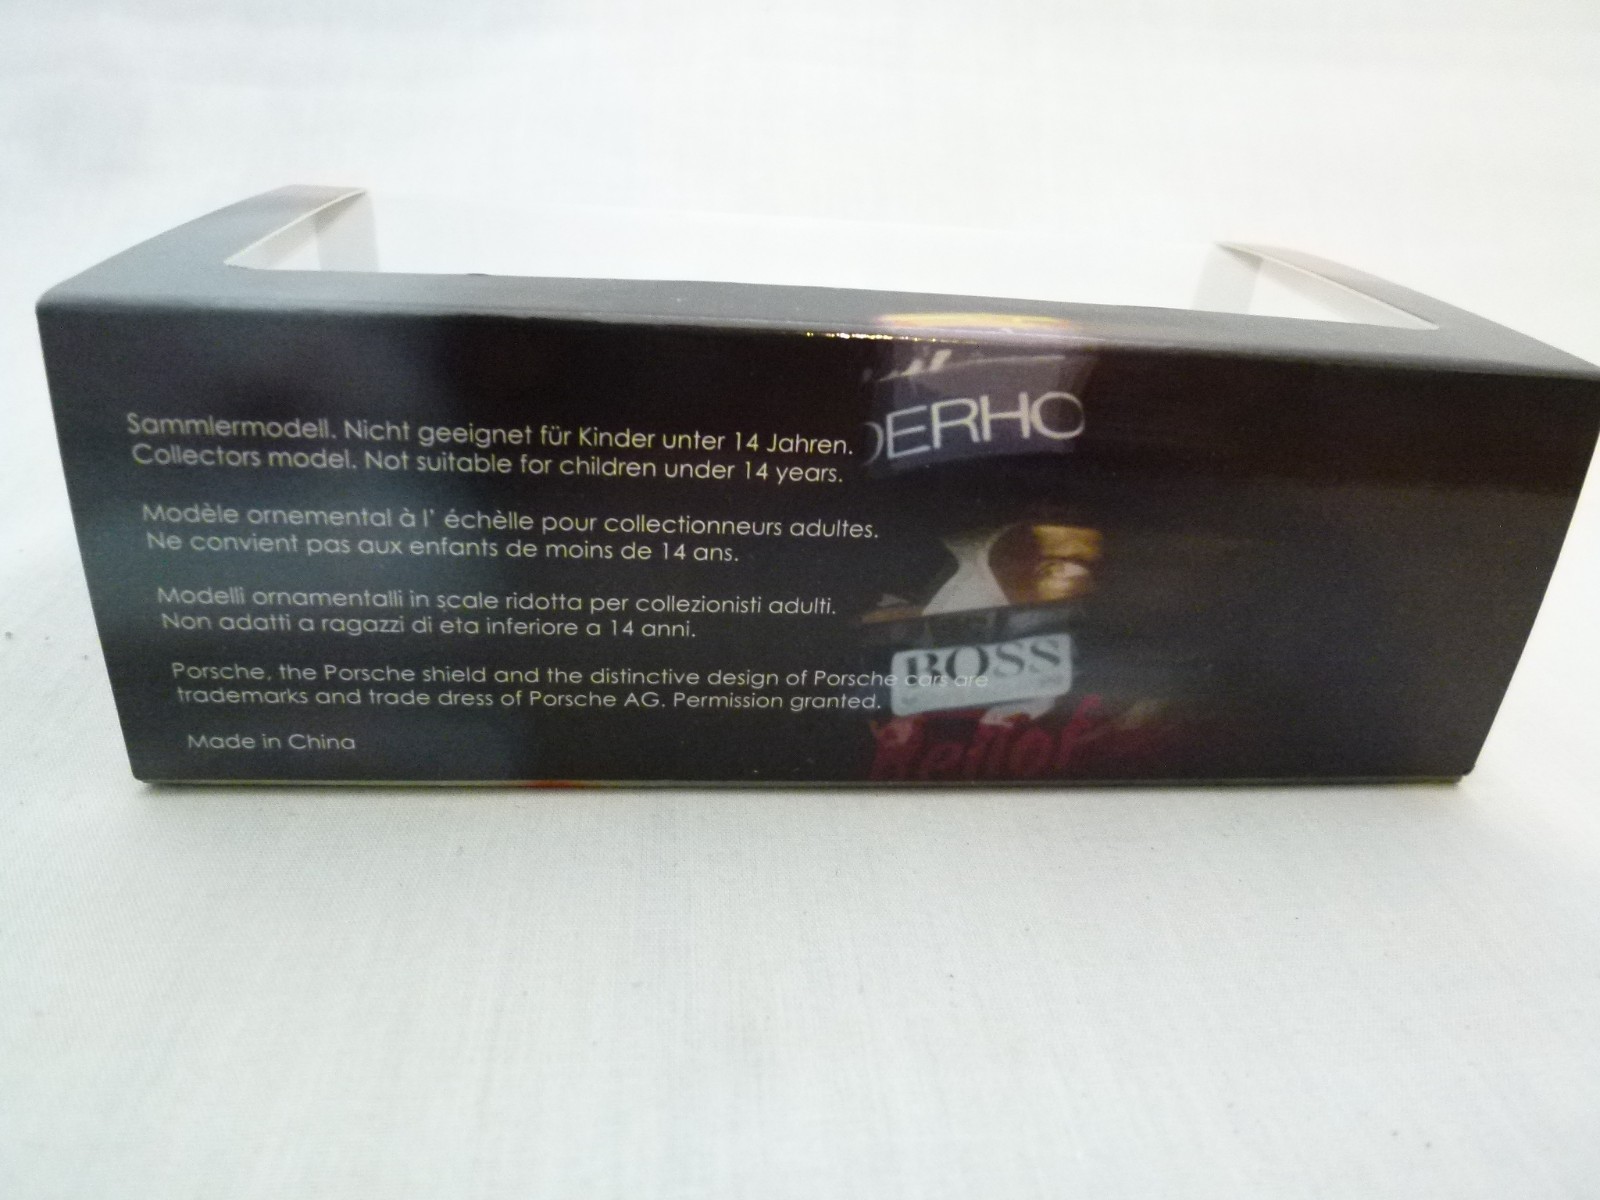 Sammlermodell. Nicht geeignet für Kinder unter 14 Jahren.
Collectors model. Not suitable for children under 14 years.
Modèle ornemental à l' échèlle pour collectionneurs adultes.
Ne convient pas aux enfants de moins de 14 ans.
Modelli ornamentalli in scale ridotta per collezionisti adulti.
Non adatti a ragazzi di eta inferiore a 14 anni.
Porsche, the Porsche shield and the distinctive design of Porsche cars are
trademarks and trade dress of Porsche AG. Permission granted.
Made in China
DERHO
BOSS